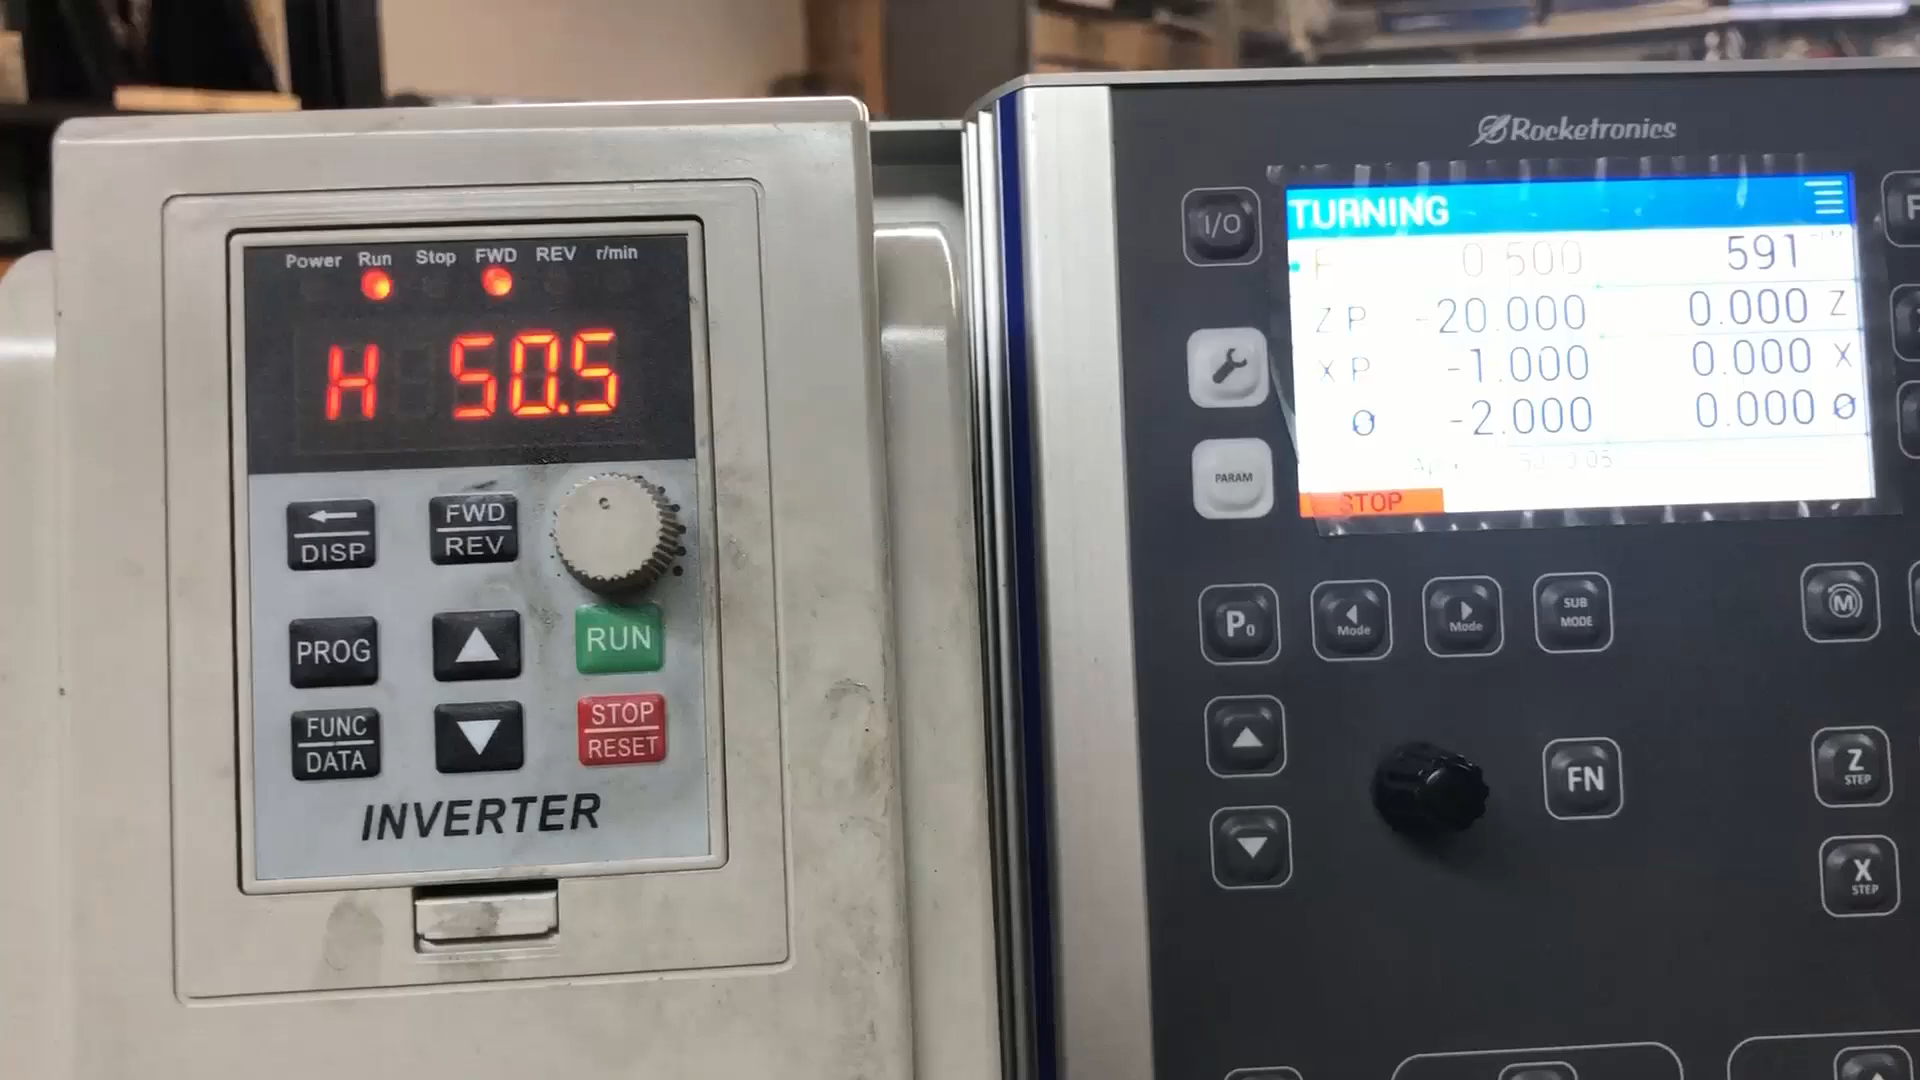 Power Run Stop FWD REV r/min
H 50.5
DISP
FWD
REV
PROG
RUN
FUNC
DATA
STOP
RESET
INVERTER
Rocketronics
I/O
PARAM
TURNING
F 0.500 591
Z P -20.000 0.000 Z
X P -1.000 0.000 X
Ø -2.000 0.000 Ø
STOP
P0
Mode
Mode
SUB
MODE
M
FN
Z
STEP
X
STEP